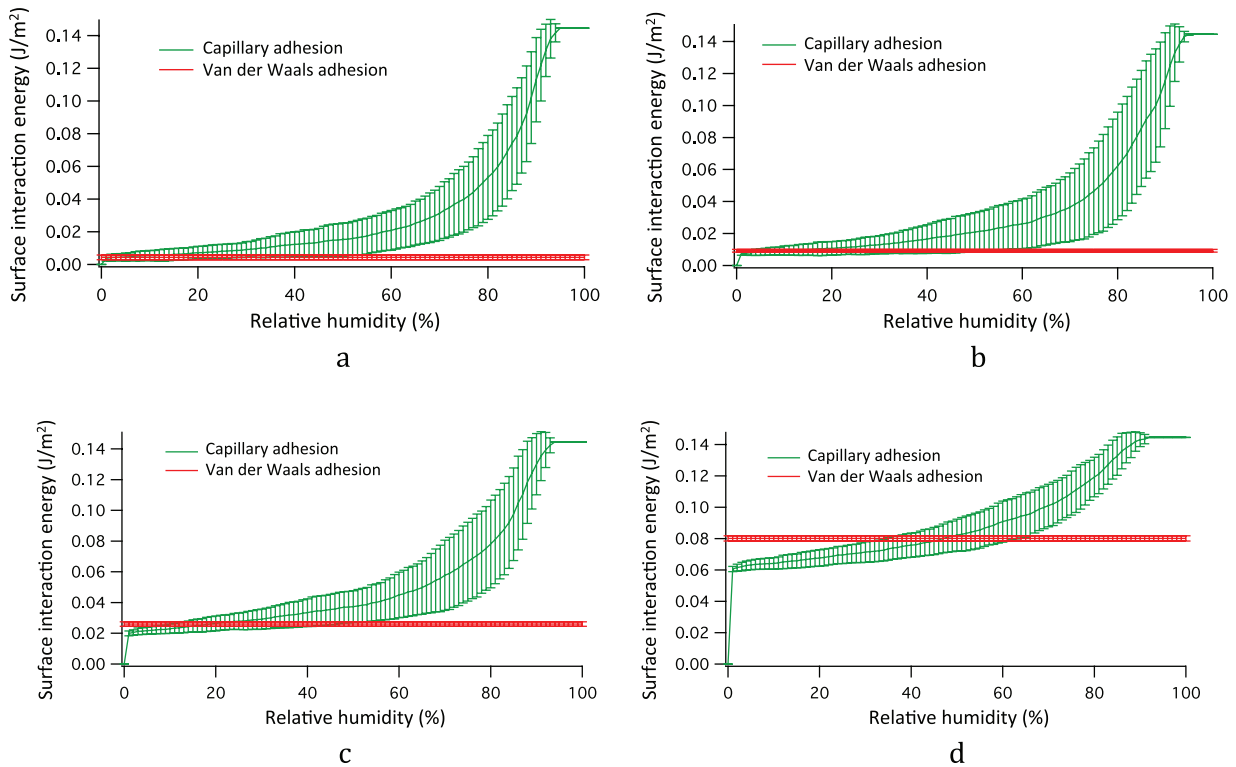 Surface interaction energy (J/m²)
0.14
0.12
0.10
0.08
0.06
0.04
0.02
0.00
Capillary adhesion
Van der Waals adhesion
0 20 40 60 80 100
Relative humidity (%)
a
Surface interaction energy (J/m²)
0.14
0.12
0.10
0.08
0.06
0.04
0.02
0.00
Capillary adhesion
Van der Waals adhesion
0 20 40 60 80 100
Relative humidity (%)
b
Surface interaction energy (J/m²)
0.14
0.12
0.10
0.08
0.06
0.04
0.02
0.00
Capillary adhesion
Van der Waals adhesion
0 20 40 60 80 100
Relative humidity (%)
c
Surface interaction energy (J/m²)
0.14
0.12
0.10
0.08
0.06
0.04
0.02
0.00
Capillary adhesion
Van der Waals adhesion
0 20 40 60 80 100
Relative humidity (%)
d